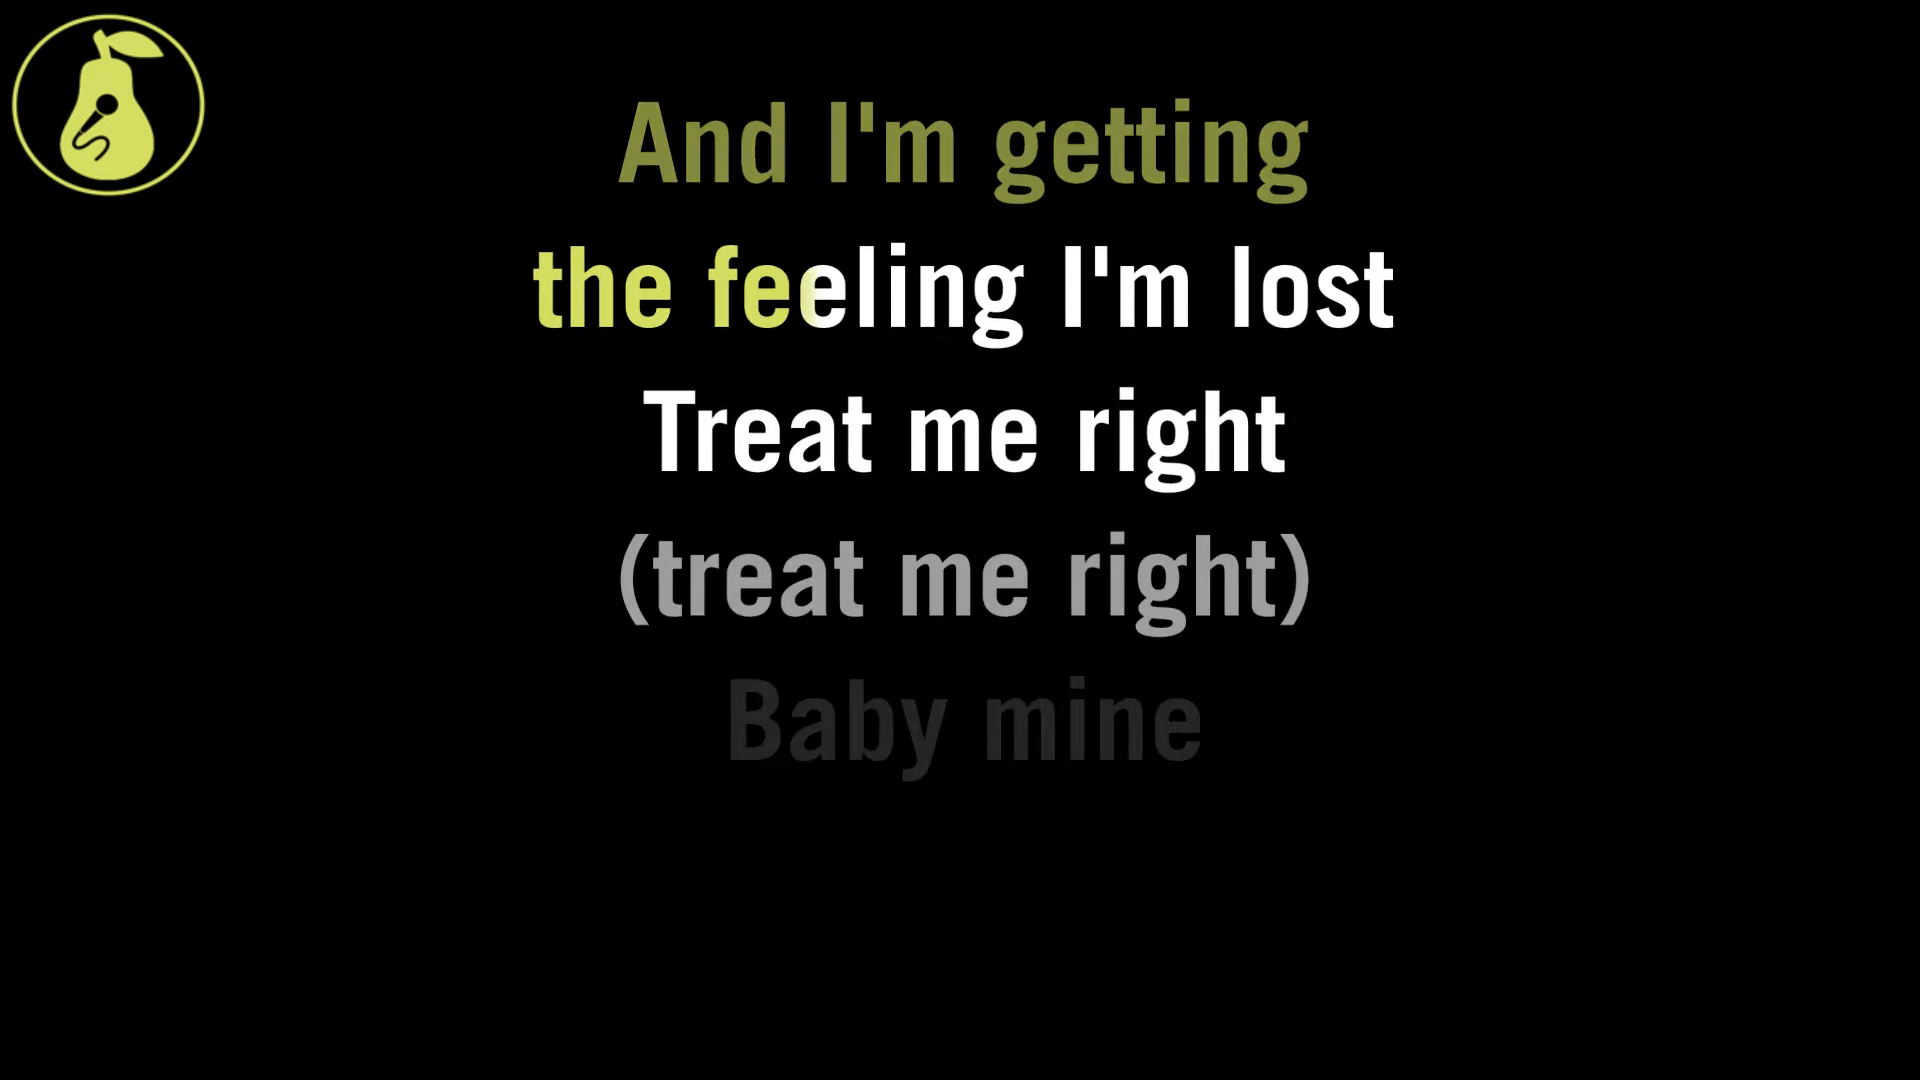 And I'm getting
the feeling I'm lost
Treat me right
(treat me right)
Baby mine